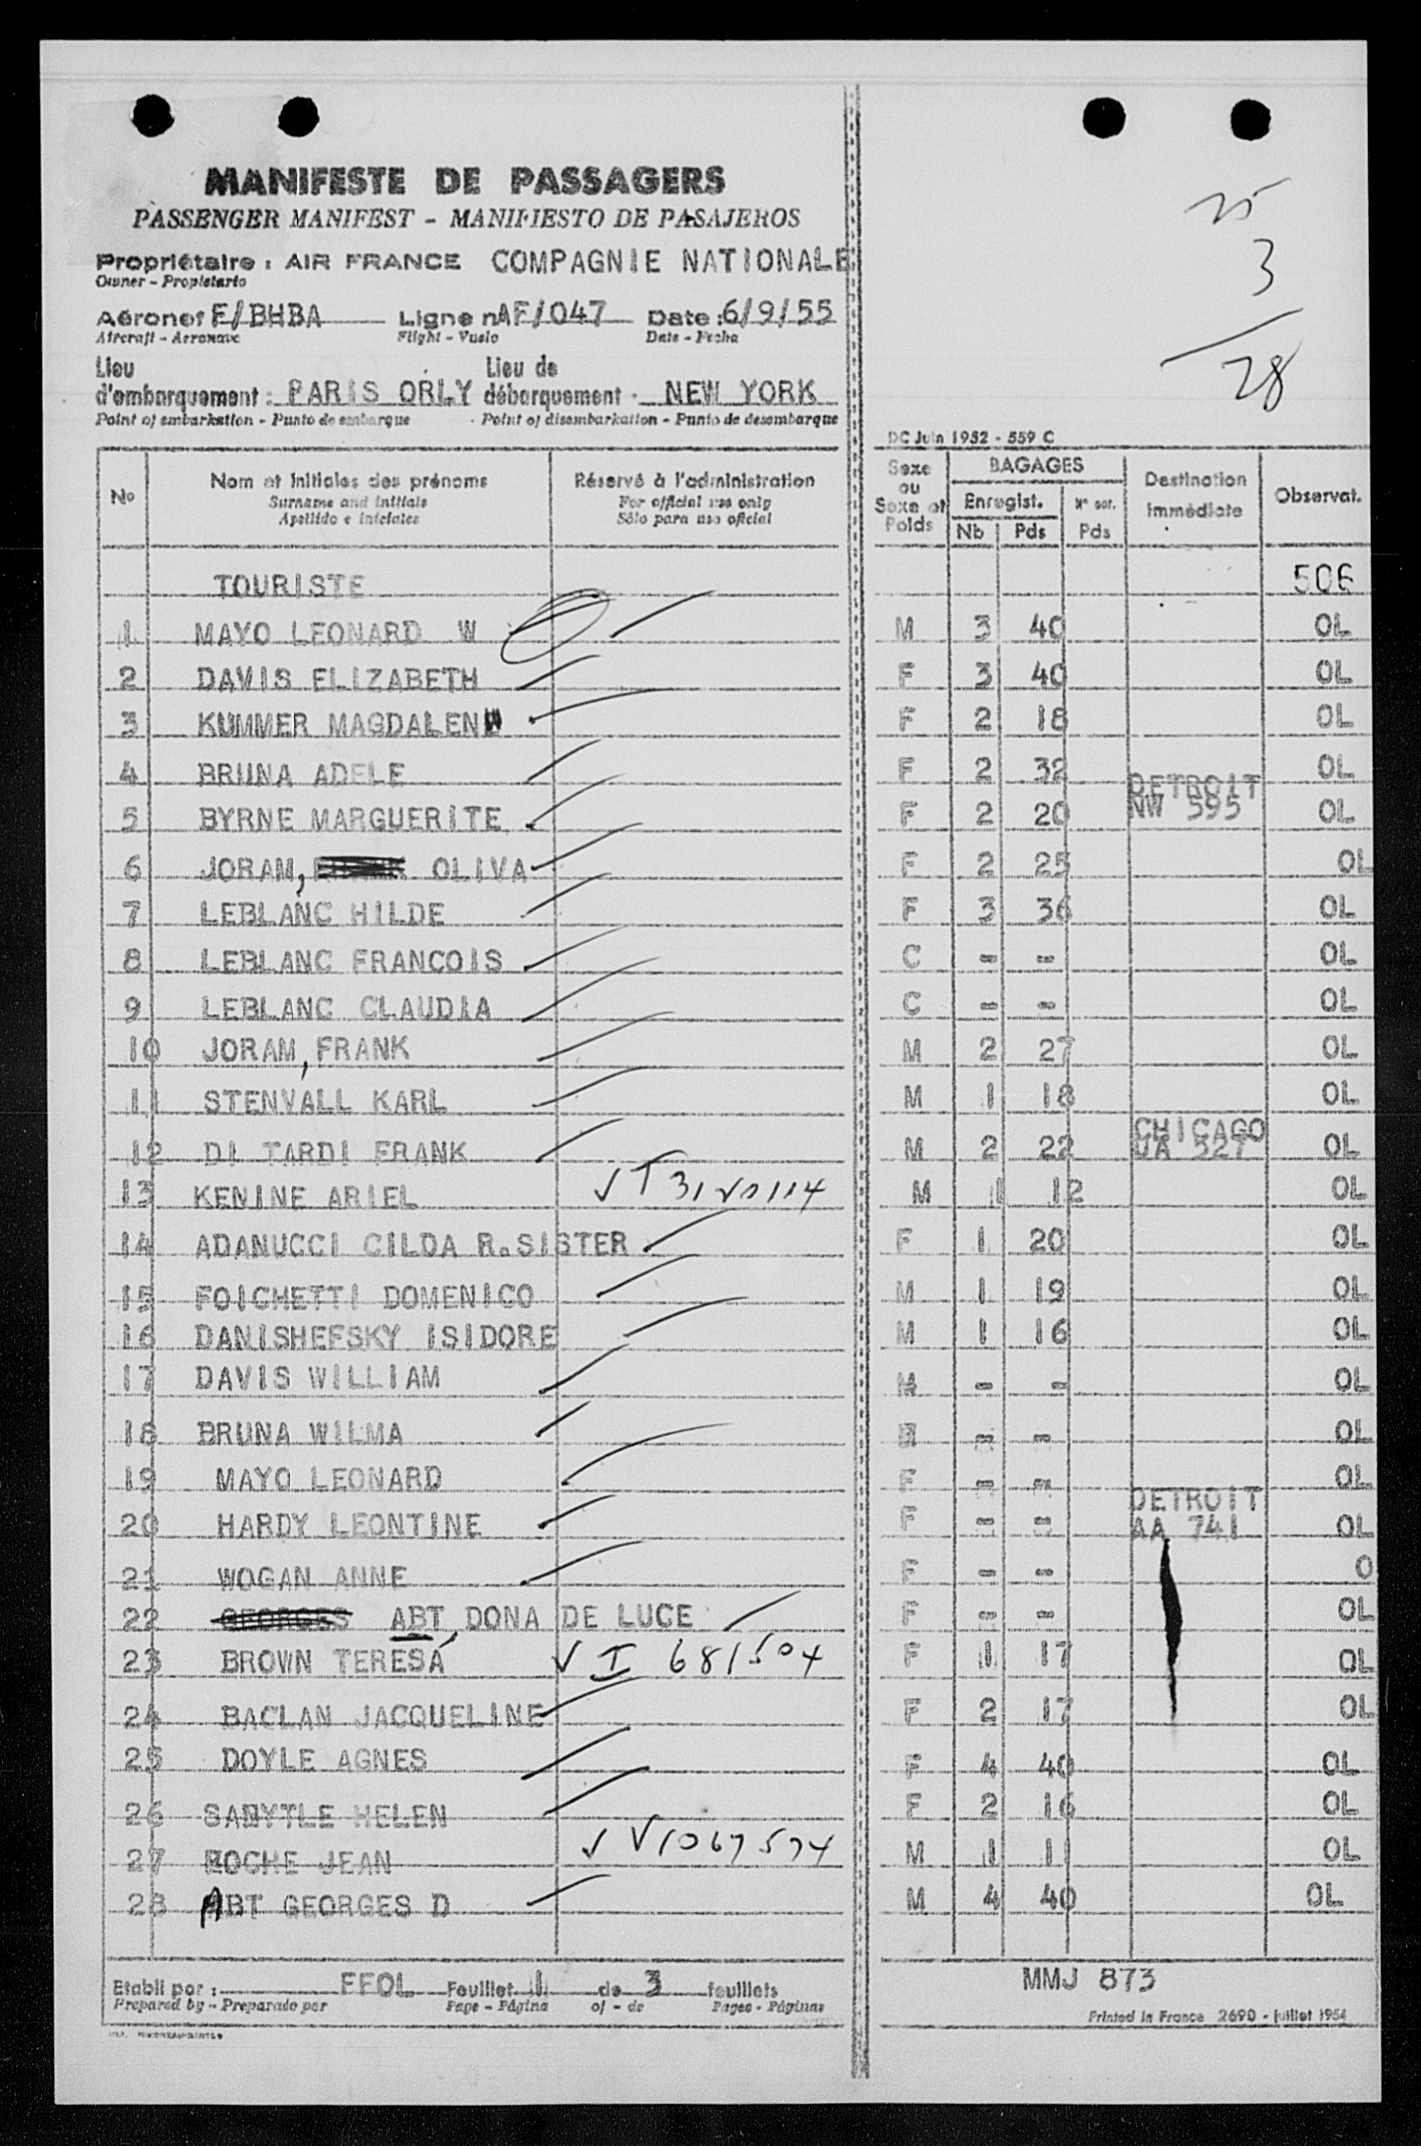 25
3
28
MANIFESTE DE PASSAGERS
PASSENGER MANIFEST - MANIFIESTO DE PASAJEROS
Propriétaire : AIR FRANCE COMPAGNIE NATIONALE
Owner - Propietario
Aéronef F/BHBA Ligne n AF/047 Date : 6/9/55
Aircraft - Aeronave Flight - Vuelo Date - Fecha
Lieu d'embarquement : PARIS ORLY Lieu de débarquement : NEW YORK
Point of embarkation - Punto de embarque Point of disembarkation - Punto de desembarque
DC Juin 1952 - 559 C
No Nom et initiales des prénoms Réservé à l'administration Sexe ou Sexe et Poids BAGAGES Destination immédiate Observat.
Surname and initials For official use only Enregist.
Apellido e iniciales Sólo para uso oficial Nb Pds Pds
TOURISTE 506
1 MAYO LEONARD W M 3 40 OL
2 DAVIS ELIZABETH F 3 40 OL
3 KUMMER MAGDALEN F 2 18 OL
4 BRUNA ADELE F 2 32 OL
5 BYRNE MARGUERITE F 2 20 DETROIT NW 595 OL
6 JORAM, OLIVA F 2 25 OL
7 LEBLANC HILDE F 3 36 OL
8 LEBLANC FRANCOIS C - - OL
9 LEBLANC CLAUDIA C - - OL
10 JORAM, FRANK M 2 27 OL
11 STENVALL KARL M 1 18 OL
12 DI TARDI FRANK M 2 22 CHICAGO UA 527 OL
13 KENINE ARIEL M 1 12 OL
14 ADANUCCI CILDA R.SISTER F 1 20 OL
15 FOICHETTI DOMENICO M 1 19 OL
16 DANISHEFSKY ISIDORE M 1 16 OL
17 DAVIS WILLIAM M - - OL
18 BRUNA WILMA - - OL
19 MAYO LEONARD F - - OL
20 HARDY LEONTINE F - - DETROIT AA 741 OL
21 WOGAN ANNE F - - O
22 GEORGES ABT, DONA DE LUCE F - - OL
23 BROWN TERESA √ I 681504 F 1 17 OL
24 BACLAN JACQUELINE F 2 17 OL
25 DOYLE AGNES F 4 40 OL
26 SABYTLE HELEN F 2 16 OL
27 ROCHE JEAN √ V1067574 M 1 11 OL
28 ABT GEORGES D M 4 40 OL
Etabli par : FFOL Feuillet 1 de 3 feuillets MMJ 873
Prepared by - Preparado por Page - Página of - de Pages - Páginas
Printed in France 2690 - juillet 1954